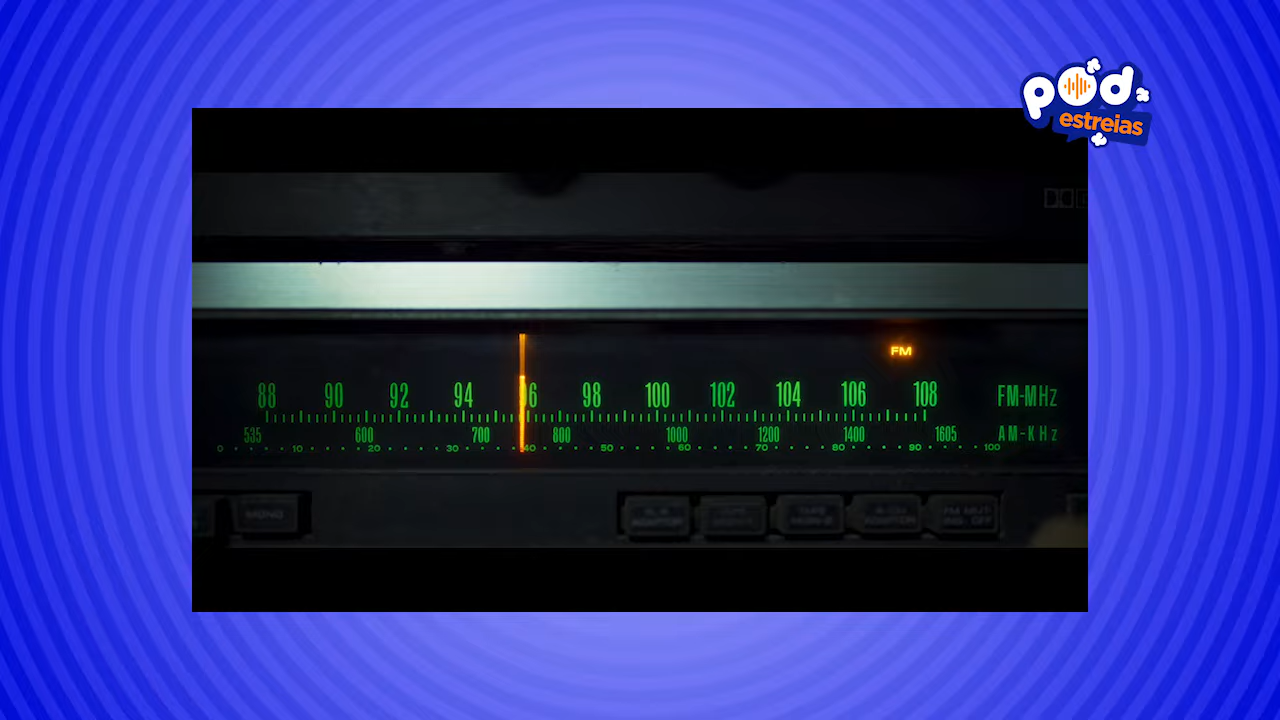 pod
estreias
FM
88 90 92 94 96 98 100 102 104 106 108 FM-MHz
535 600 700 800 1000 1200 1400 1605 AM-KHz
0 10 20 30 40 50 60 70 80 90 100
MONO